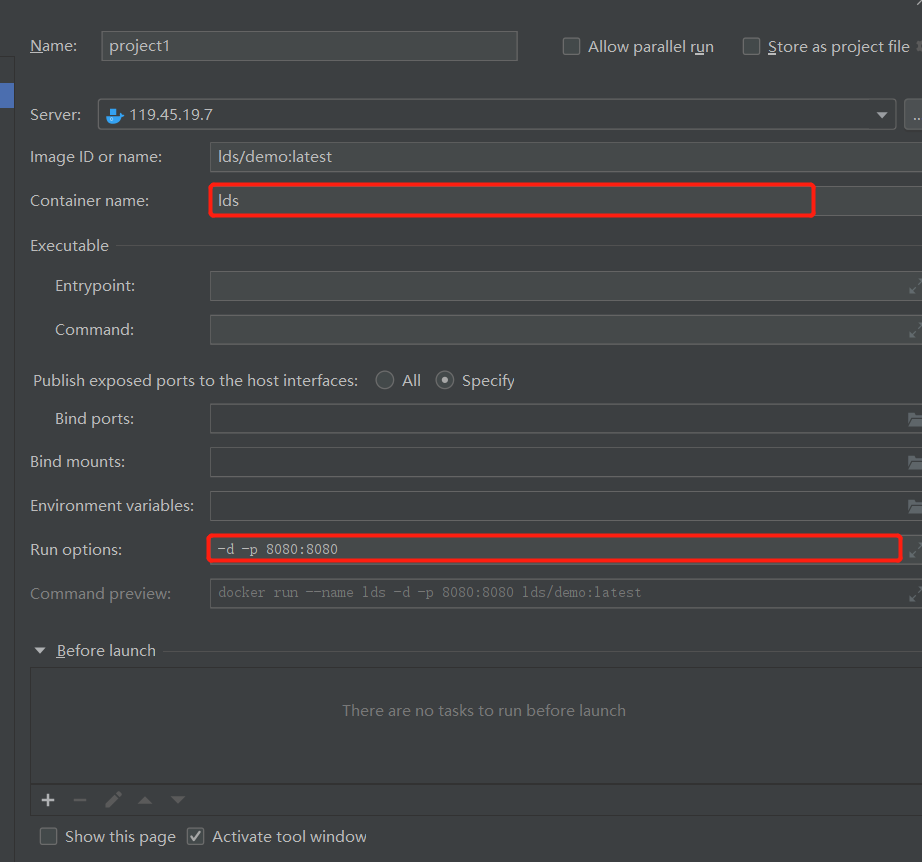 Name: project1 Allow parallel run Store as project file
Server: 119.45.19.7 ...
Image ID or name: lds/demo:latest
Container name: lds
Executable
Entrypoint:
Command:
Publish exposed ports to the host interfaces: All Specify
Bind ports:
Bind mounts:
Environment variables:
Run options: -d -p 8080:8080
Command preview: docker run --name lds -d -p 8080:8080 lds/demo:latest
Before launch
There are no tasks to run before launch
Show this page Activate tool window